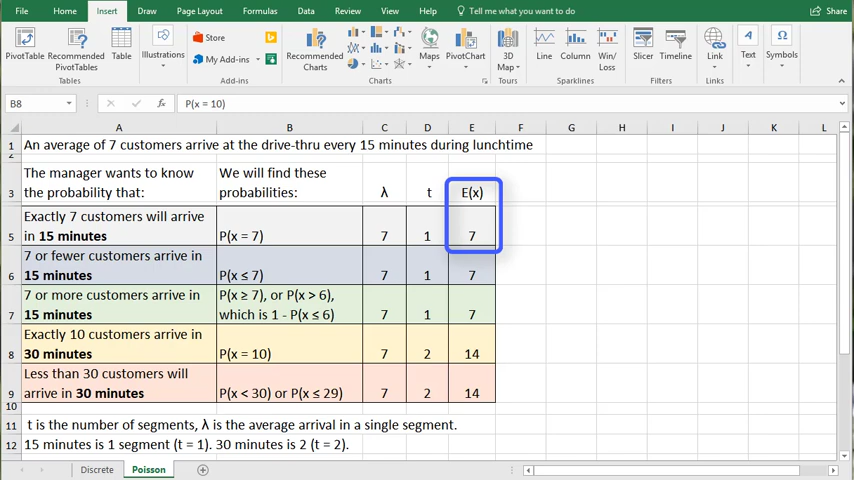 File Home Insert Draw Page Layout Formulas Data Review View Help Tell me what you want to do Share
PivotTable Recommended PivotTables Table Illustrations Store My Add-ins Recommended Charts Maps PivotChart 3D Map Line Column Win/Loss Slicer Timeline Link Text Symbols
Tables Add-ins Charts Tours Sparklines Filters Links
B8 fx P(x = 10)
A B C D E F G H I J K L
1 An average of 7 customers arrive at the drive-thru every 15 minutes during lunchtime
2
The manager wants to know We will find these
3 the probability that: probabilities: λ t E(x)
Exactly 7 customers will arrive
5 in 15 minutes P(x = 7) 7 1 7
7 or fewer customers arrive in
6 15 minutes P(x ≤ 7) 7 1 7
7 or more customers arrive in P(x ≥ 7), or P(x > 6),
7 15 minutes which is 1 - P(x ≤ 6) 7 1 7
Exactly 10 customers arrive in
8 30 minutes P(x = 10) 7 2 14
Less than 30 customers will
9 arrive in 30 minutes P(x < 30) or P(x ≤ 29) 7 2 14
10
11 t is the number of segments, λ is the average arrival in a single segment.
12 15 minutes is 1 segment (t = 1). 30 minutes is 2 (t = 2).
Discrete Poisson